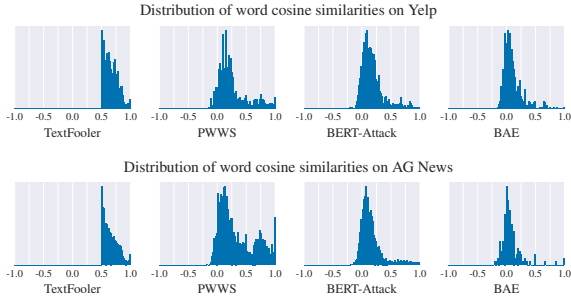 Distribution of word cosine similarities on Yelp
-1.0 -0.5 0.0 0.5 1.0 -1.0 -0.5 0.0 0.5 1.0 -1.0 -0.5 0.0 0.5 1.0 -1.0 -0.5 0.0 0.5 1.0
TextFooler PWWS BERT-Attack BAE
Distribution of word cosine similarities on AG News
-1.0 -0.5 0.0 0.5 1.0 -1.0 -0.5 0.0 0.5 1.0 -1.0 -0.5 0.0 0.5 1.0 -1.0 -0.5 0.0 0.5 1.0
TextFooler PWWS BERT-Attack BAE